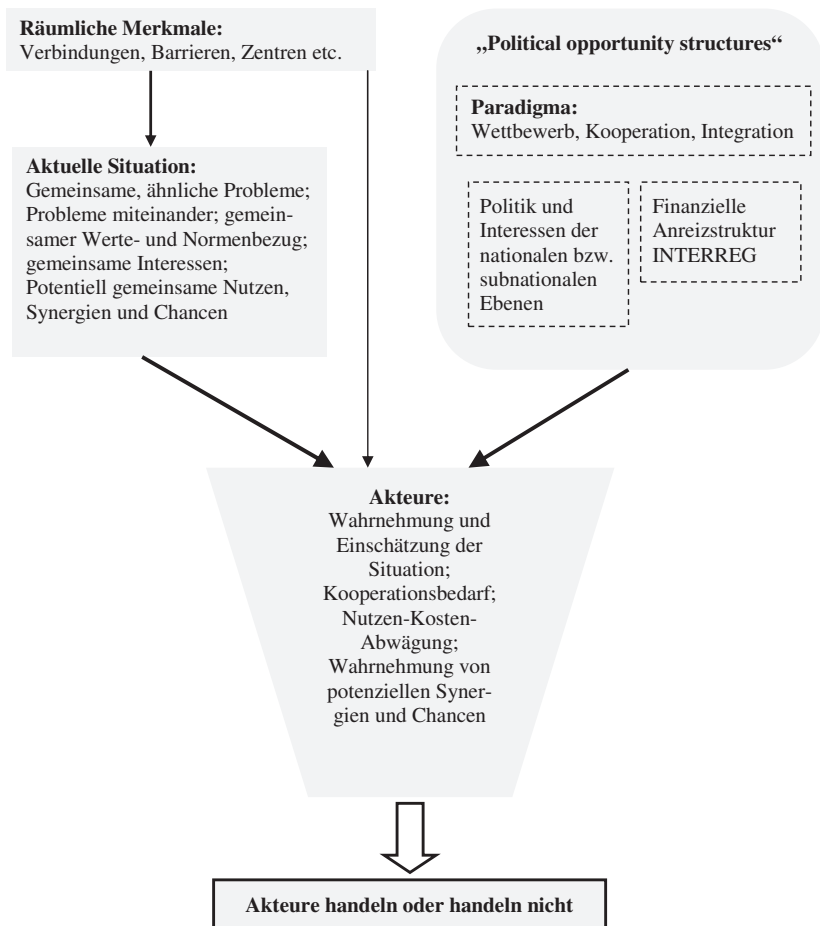 Räumliche Merkmale:
Verbindungen, Barrieren, Zentren etc.
„Political opportunity structures“
Paradigma:
Wettbewerb, Kooperation, Integration
Aktuelle Situation:
Gemeinsame, ähnliche Probleme;
Probleme miteinander; gemein-
samer Werte- und Normenbezug;
gemeinsame Interessen;
Potentiell gemeinsame Nutzen,
Synergien und Chancen
Politik und
Interessen der
nationalen bzw.
subnationalen
Ebenen
Finanzielle
Anreizstruktur
INTERREG
Akteure:
Wahrnehmung und
Einschätzung der
Situation;
Kooperationsbedarf;
Nutzen-Kosten-
Abwägung;
Wahrnehmung von
potenziellen Syner-
gien und Chancen
Akteure handeln oder handeln nicht